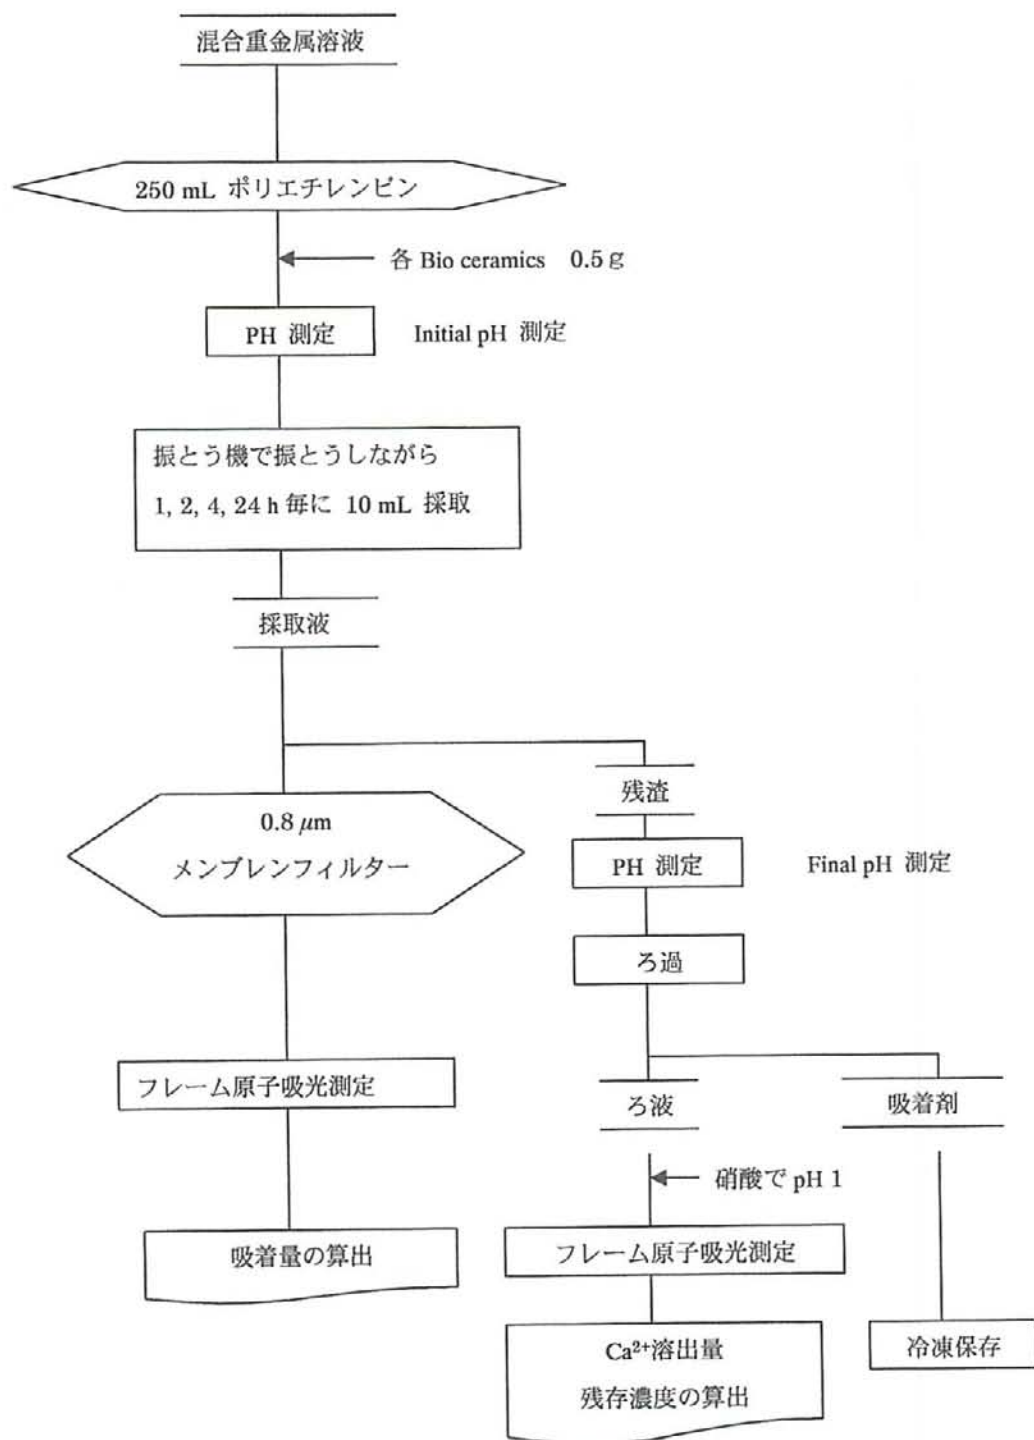 混合重金属溶液
250 mL ポリエチレンビン
各 Bio ceramics 0.5 g
PH 測定
Initial pH 測定
振とう機で振とうしながら
1, 2, 4, 24 h 毎に 10 mL 採取
採取液
0.8 μm
メンブレンフィルター
フレーム原子吸光測定
吸着量の算出
残渣
PH 測定
Final pH 測定
ろ過
ろ液
吸着剤
硝酸で pH 1
フレーム原子吸光測定
Ca²⁺溶出量
残存濃度の算出
冷凍保存